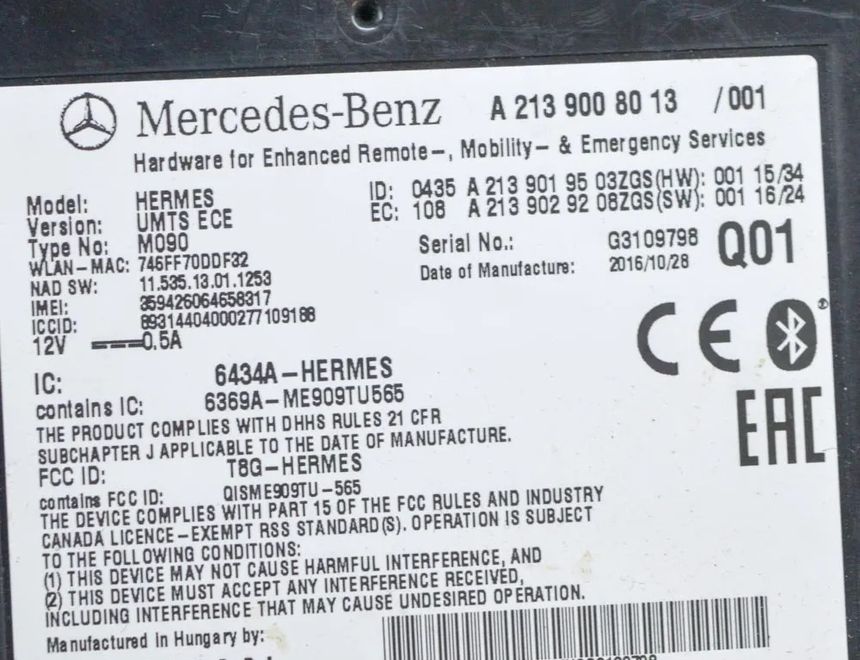 Mercedes-Benz A 213 900 80 13 /001
Hardware for Enhanced Remote-, Mobility- & Emergency Services
Model: HERMES ID: 0435 A 213 901 95 03ZGS(HW): 001 15/34
Version: UMTS ECE EC: 108 A 213 902 92 08ZGS(SW): 001 16/24
Type No: M090 Serial No.: G3109798 Q01
WLAN-MAC: 746FF70DDF32 Date of Manufacture: 2016/10/28
NAD SW: 11.535.13.01.1253
IMEI: 359426064658317
ICCID: 89314404000277109188
12V 0.5A
CE
EAC
IC: 6434A-HERMES
contains IC: 6369A-ME909TU565
THE PRODUCT COMPLIES WITH DHHS RULES 21 CFR
SUBCHAPTER J APPLICABLE TO THE DATE OF MANUFACTURE.
FCC ID: T8G-HERMES
contains FCC ID: QISME909TU-565
THE DEVICE COMPLIES WITH PART 15 OF THE FCC RULES AND INDUSTRY
CANADA LICENCE-EXEMPT RSS STANDARD(S). OPERATION IS SUBJECT
TO THE FOLLOWING CONDITIONS:
(1) THIS DEVICE MAY NOT CAUSE HARMFUL INTERFERENCE, AND
(2) THIS DEVICE MUST ACCEPT ANY INTERFERENCE RECEIVED,
INCLUDING INTERFERENCE THAT MAY CAUSE UNDESIRED OPERATION.
Manufactured in Hungary by: